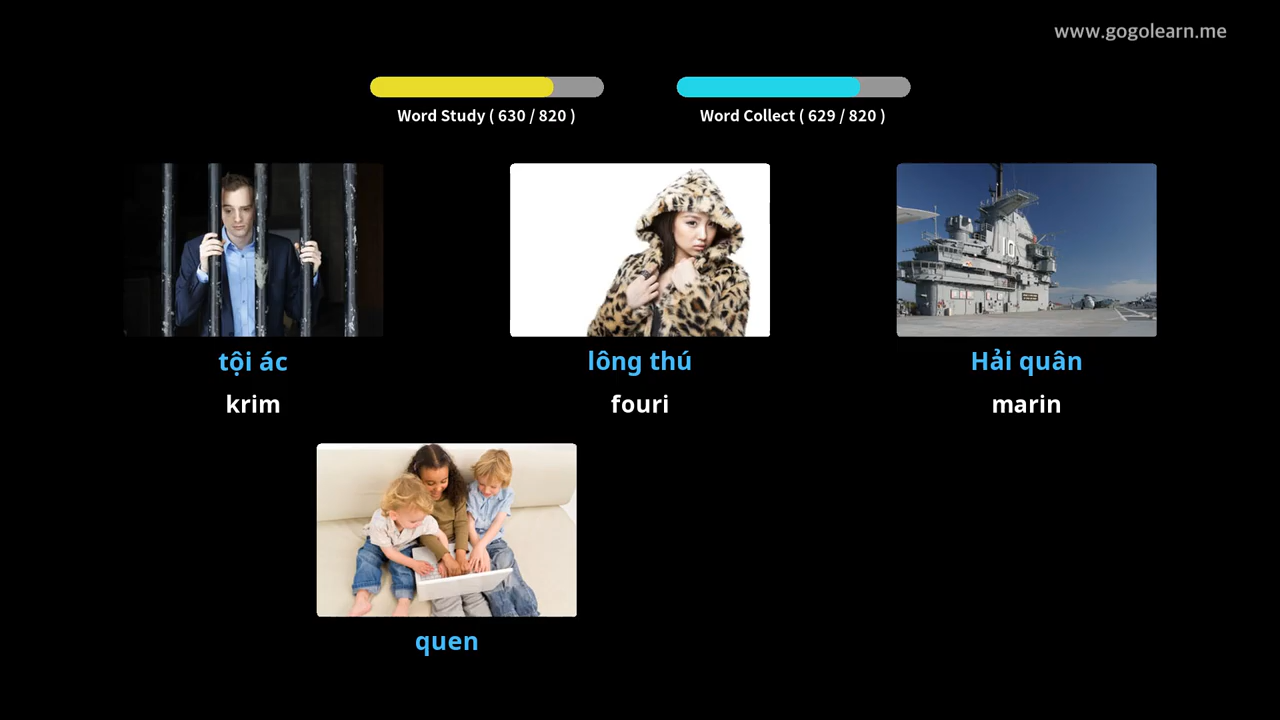 www.gogolearn.me
Word Study ( 630 / 820 )
Word Collect ( 629 / 820 )
tội ác
lông thú
Hải quân
krim
fouri
marin
quen